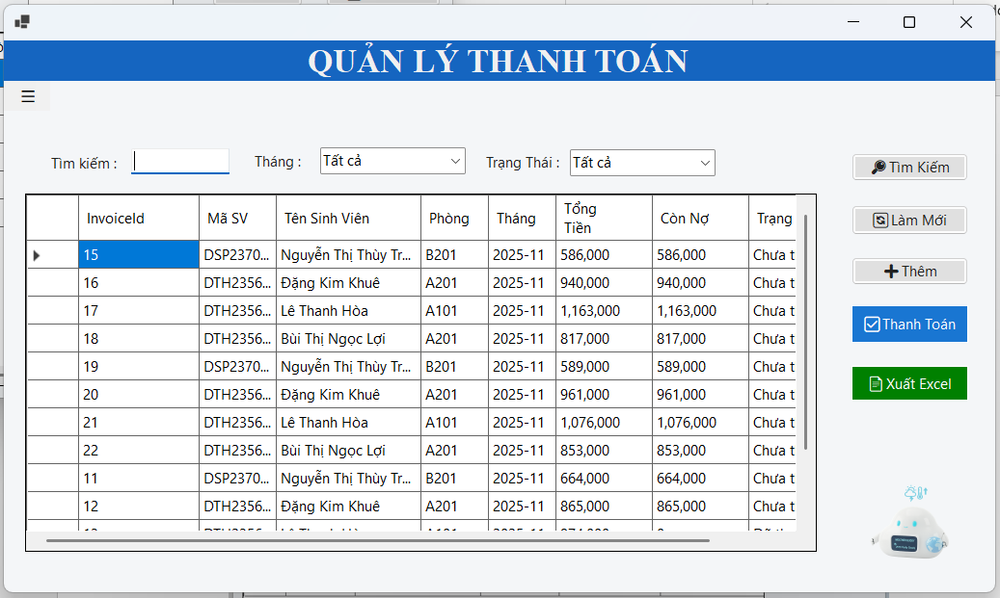 QUẢN LÝ THANH TOÁN
Tìm kiếm : Tháng : Tất cả Trạng Thái : Tất cả
Tìm Kiếm
Làm Mới
Thêm
Thanh Toán
Xuất Excel
InvoiceId Mã SV Tên Sinh Viên Phòng Tháng Tổng Tiền Còn Nợ Trạng
15 DSP2370... Nguyễn Thị Thùy Tr... B201 2025-11 586,000 586,000 Chưa t
16 DTH2356... Đặng Kim Khuê A201 2025-11 940,000 940,000 Chưa t
17 DTH2356... Lê Thanh Hòa A101 2025-11 1,163,000 1,163,000 Chưa t
18 DTH2356... Bùi Thị Ngọc Lợi A201 2025-11 817,000 817,000 Chưa t
19 DSP2370... Nguyễn Thị Thùy Tr... B201 2025-11 589,000 589,000 Chưa t
20 DTH2356... Đặng Kim Khuê A201 2025-11 961,000 961,000 Chưa t
21 DTH2356... Lê Thanh Hòa A101 2025-11 1,076,000 1,076,000 Chưa t
22 DTH2356... Bùi Thị Ngọc Lợi A201 2025-11 853,000 853,000 Chưa t
11 DSP2370... Nguyễn Thị Thùy Tr... B201 2025-11 664,000 664,000 Chưa t
12 DTH2356... Đặng Kim Khuê A201 2025-11 865,000 865,000 Chưa t